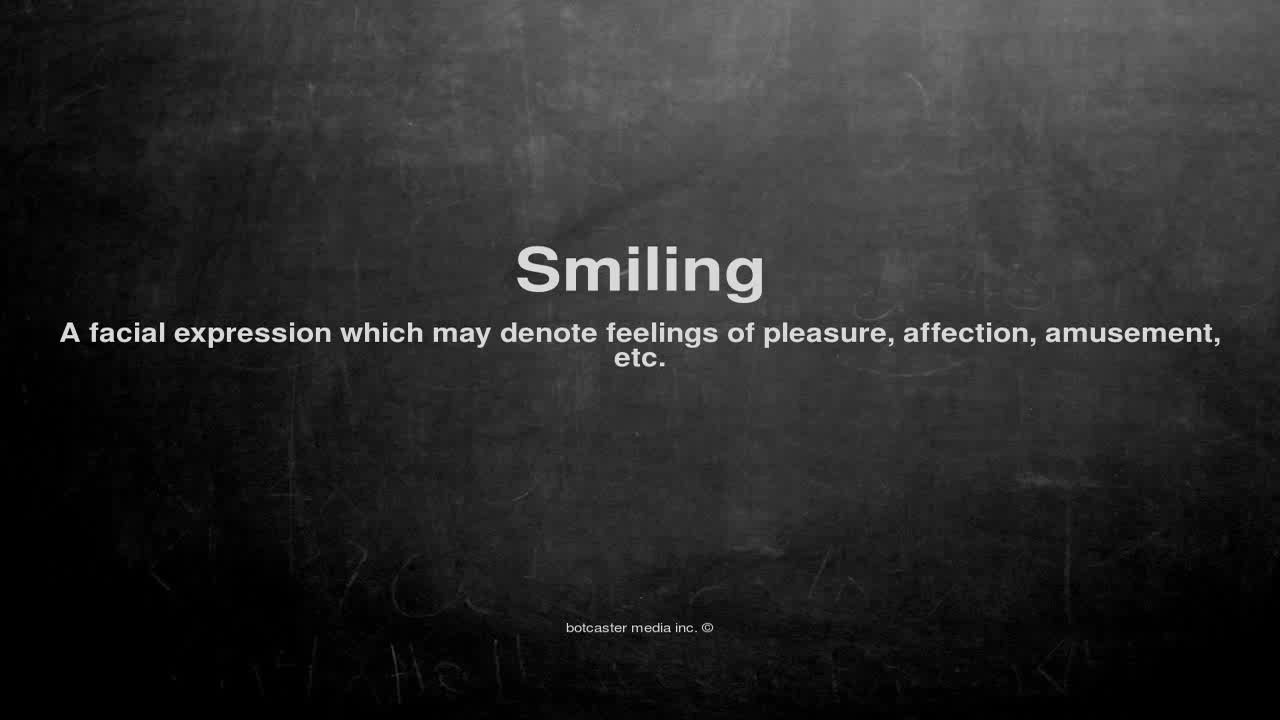 Smiling
A facial expression which may denote feelings of pleasure, affection, amusement,
etc.
botcaster media inc. ©